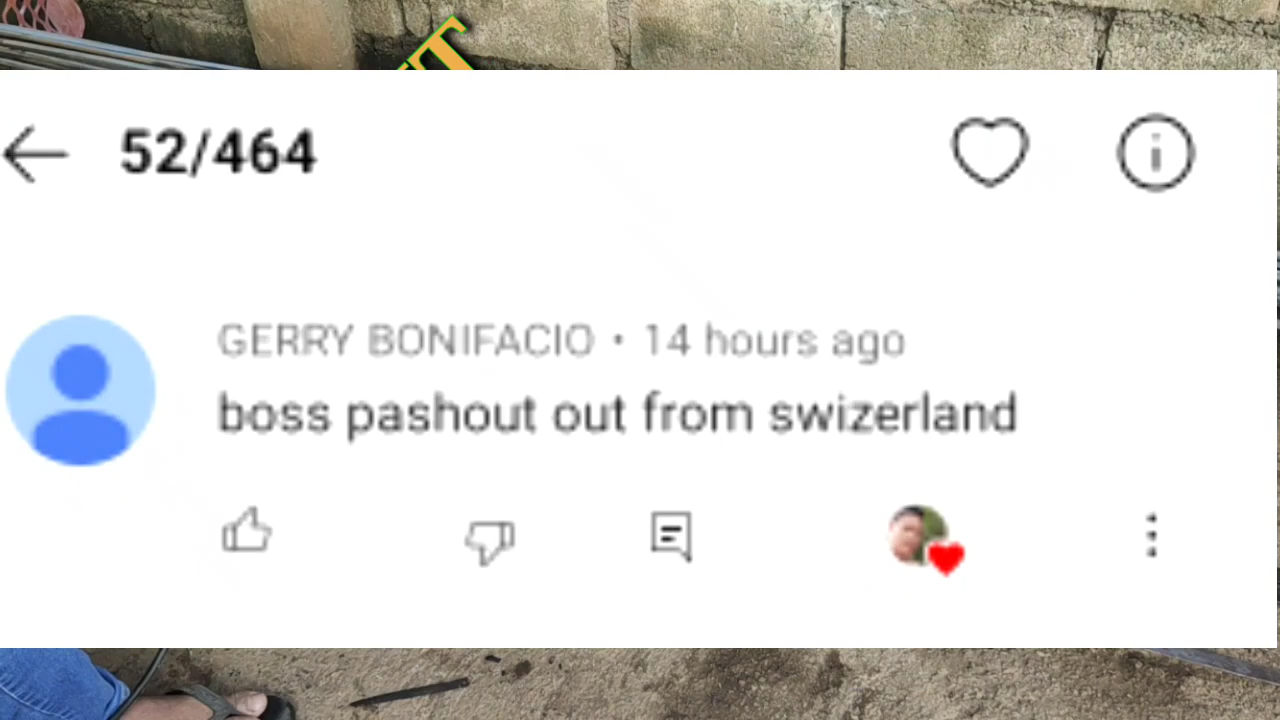 T
52/464
GERRY BONIFACIO • 14 hours ago
boss pashout out from swizerland